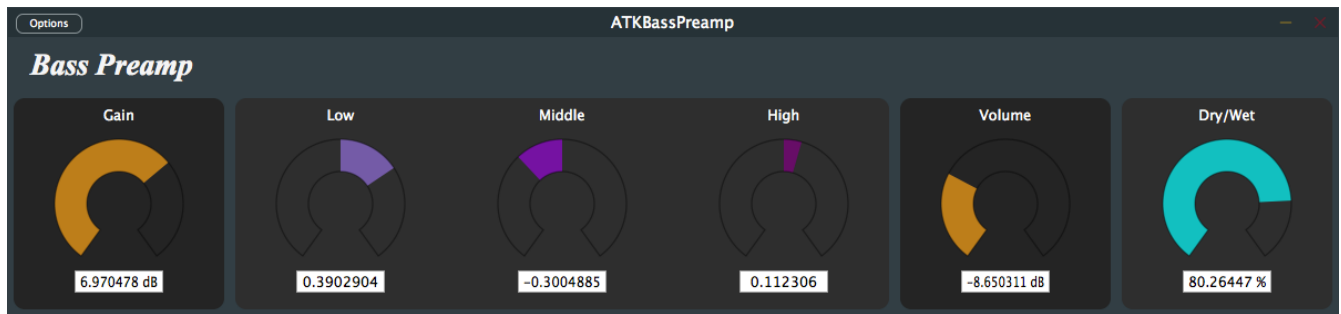 Options
ATKBassPreamp
Bass Preamp
Gain
Low
Middle
High
Volume
Dry/Wet
6.970478 dB
0.3902904
-0.3004885
0.112306
-8.650311 dB
80.26447 %